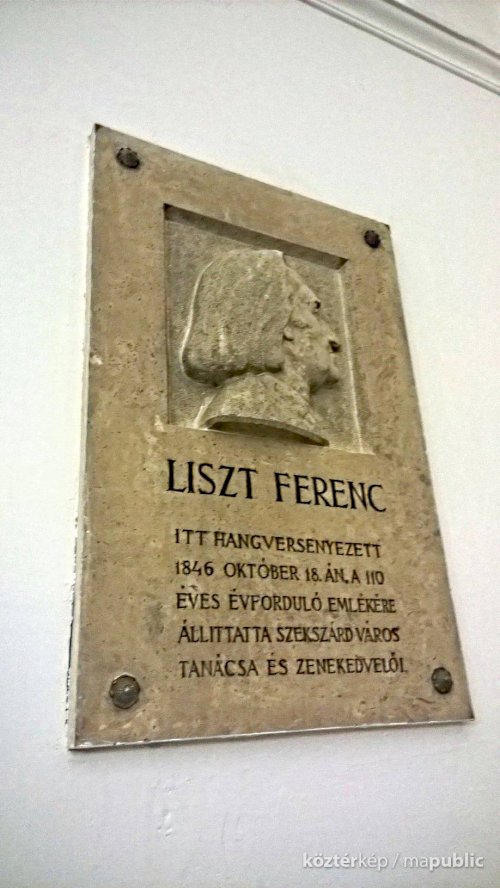 LISZT FERENC
ITT HANGVERSENYEZETT
1846 OKTÓBER 18.ÁN.A 110
ÉVES ÉVFORDULÓ EMLÉKÉRE
ÁLLITTATTA SZEKSZÁRD VÁROS
TANÁCSA ÉS ZENEKEDVELŐI.
köztérkép / mapublic